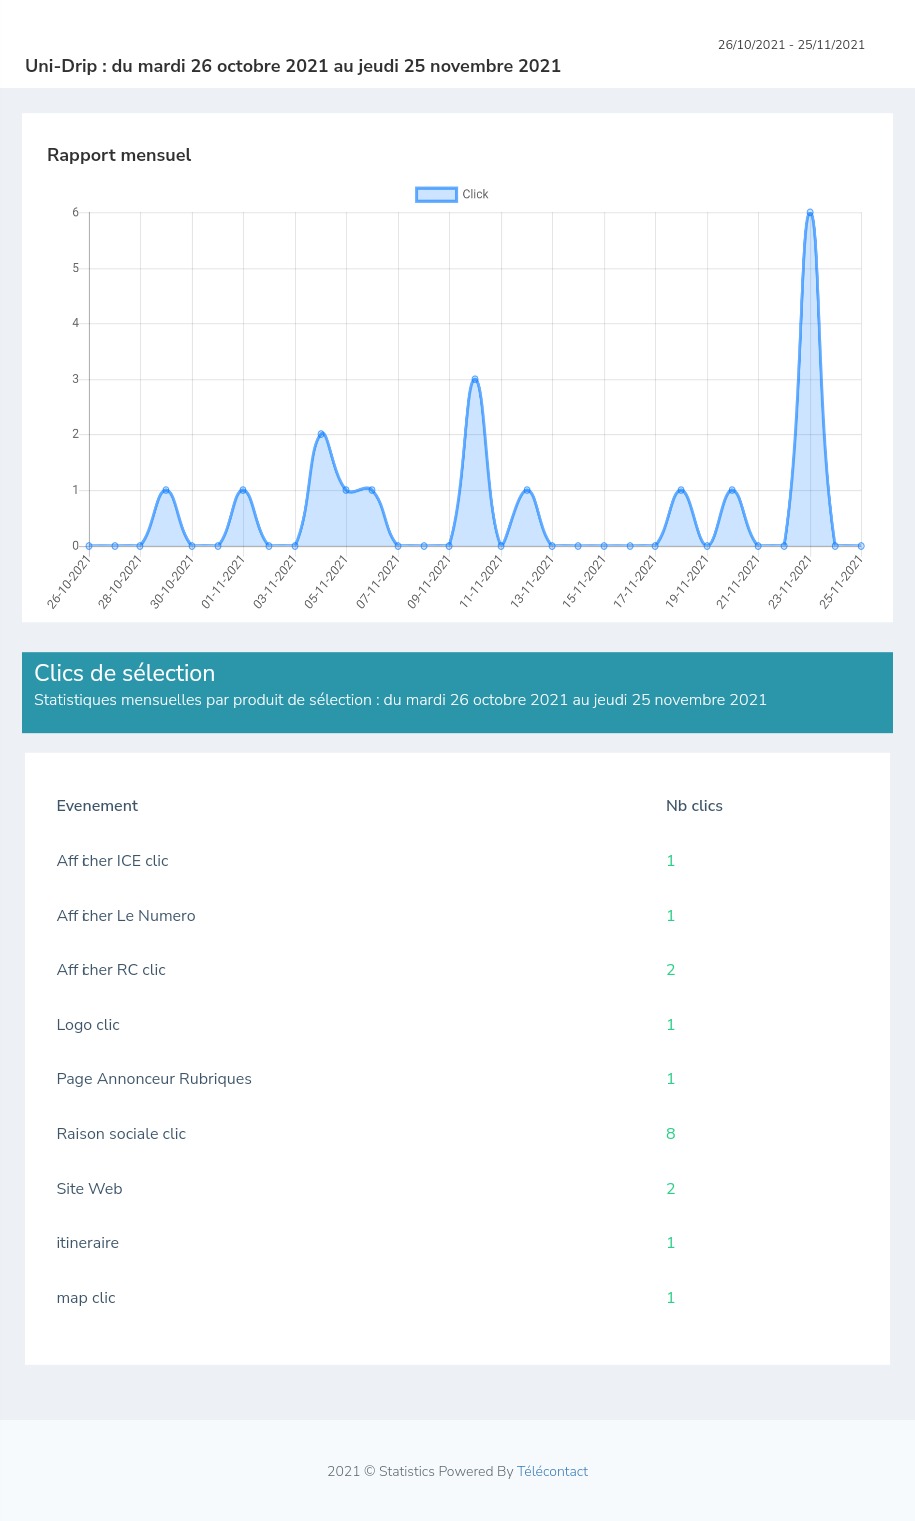 26/10/2021 - 25/11/2021
Uni-Drip : du mardi 26 octobre 2021 au jeudi 25 novembre 2021
Rapport mensuel
Click
6
5
4
3
2
1
0
26-10-2021
28-10-2021
30-10-2021
01-11-2021
03-11-2021
05-11-2021
07-11-2021
09-11-2021
11-11-2021
13-11-2021
15-11-2021
17-11-2021
19-11-2021
21-11-2021
23-11-2021
25-11-2021
Clics de sélection
Statistiques mensuelles par produit de sélection : du mardi 26 octobre 2021 au jeudi 25 novembre 2021
Evenement Nb clics
Afficher ICE clic 1
Afficher Le Numero 1
Afficher RC clic 2
Logo clic 1
Page Annonceur Rubriques 1
Raison sociale clic 8
Site Web 2
itineraire 1
map clic 1
2021 © Statistics Powered By Télécontact